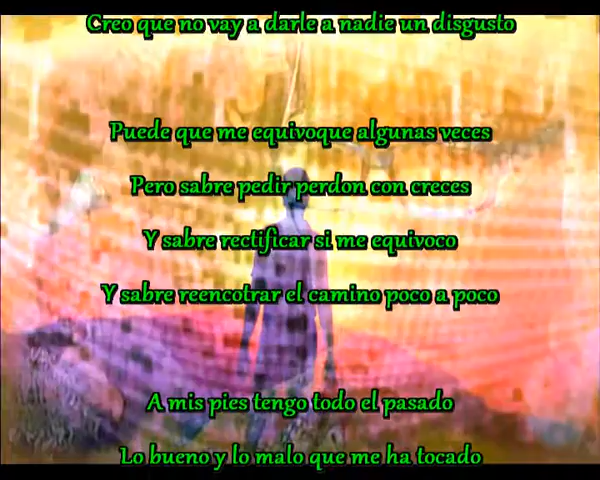 Creo que no vay a darle a nadie un disgusto
Puede que me equivoque algunas veces
Pero sabre pedir perdon con creces
Y sabre rectificar si me equivoco
Y sabre reencotrar el camino poco a poco
A mis pies tengo todo el pasado
Lo bueno y lo malo que me ha tocado